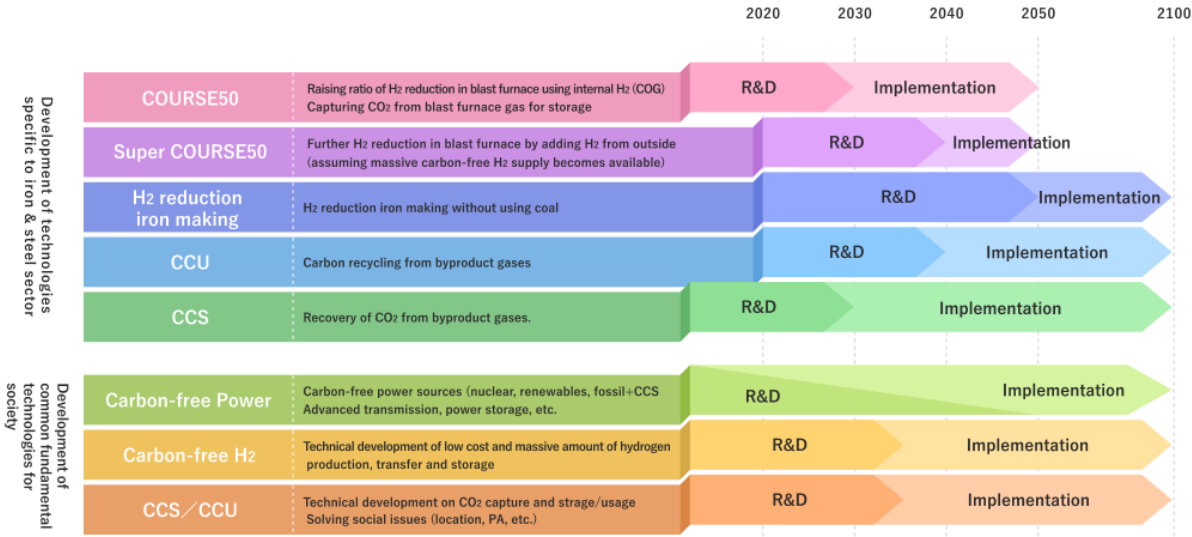 2020 2030 2040 2050 2100
Development of technologies
specific to iron & steel sector
COURSE50
Raising ratio of H2 reduction in blast furnace using internal H2 (COG)
Capturing CO2 from blast furnace gas for storage
R&D
Implementation
Super COURSE50
Further H2 reduction in blast furnace by adding H2 from outside
(assuming massive carbon-free H2 supply becomes available)
R&D
Implementation
H2 reduction
iron making
H2 reduction iron making without using coal
R&D
Implementation
CCU
Carbon recycling from byproduct gases
R&D
Implementation
CCS
Recovery of CO2 from byproduct gases.
R&D
Implementation
Development of
common fundamental
technologies for
society
Carbon-free Power
Carbon-free power sources (nuclear, renewables, fossil+CCS
Advanced transmission, power storage, etc.
R&D
Implementation
Carbon-free H2
Technical development of low cost and massive amount of hydrogen
production, transfer and storage
R&D
Implementation
CCS／CCU
Technical development on CO2 capture and strage/usage
Solving social issues (location, PA, etc.)
R&D
Implementation